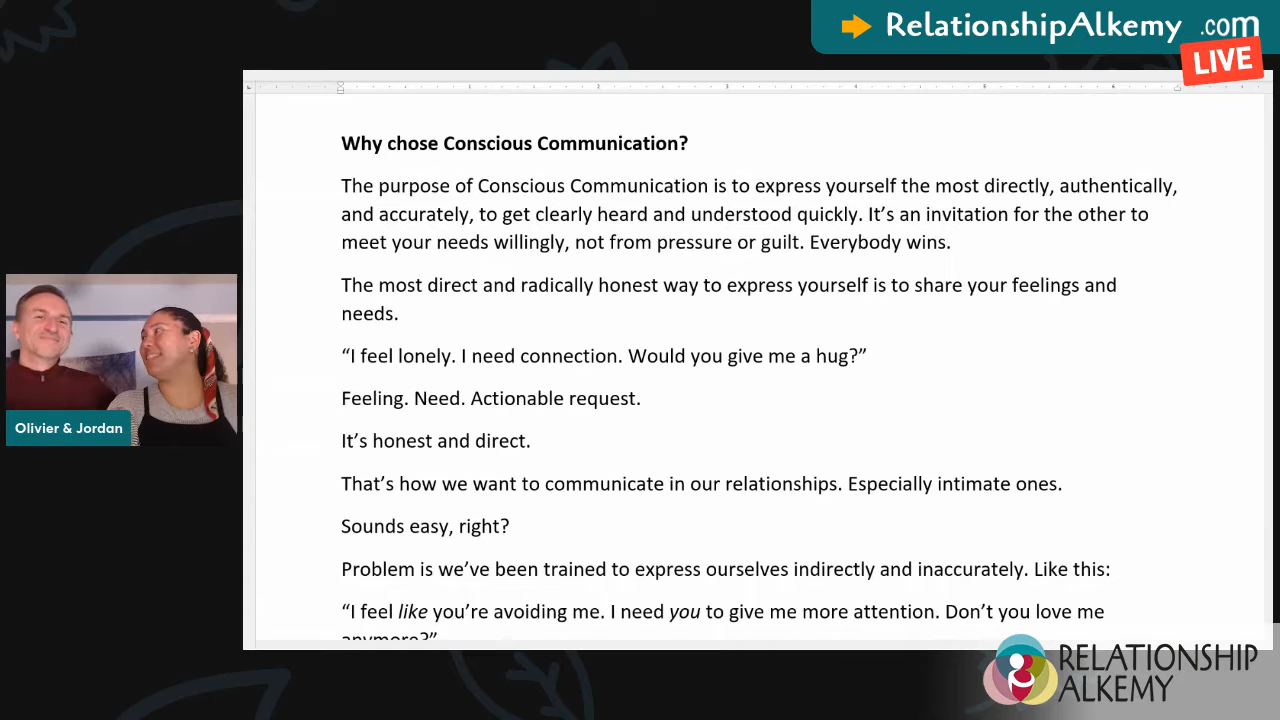 RelationshipAlkemy .com
LIVE
Why chose Conscious Communication?
The purpose of Conscious Communication is to express yourself the most directly, authentically,
and accurately, to get clearly heard and understood quickly. It’s an invitation for the other to
meet your needs willingly, not from pressure or guilt. Everybody wins.
The most direct and radically honest way to express yourself is to share your feelings and
needs.
“I feel lonely. I need connection. Would you give me a hug?”
Feeling. Need. Actionable request.
It’s honest and direct.
That’s how we want to communicate in our relationships. Especially intimate ones.
Sounds easy, right?
Problem is we’ve been trained to express ourselves indirectly and inaccurately. Like this:
“I feel like you’re avoiding me. I need you to give me more attention. Don’t you love me
anymore?”
Olivier & Jordan
RELATIONSHIP
ALKEMY